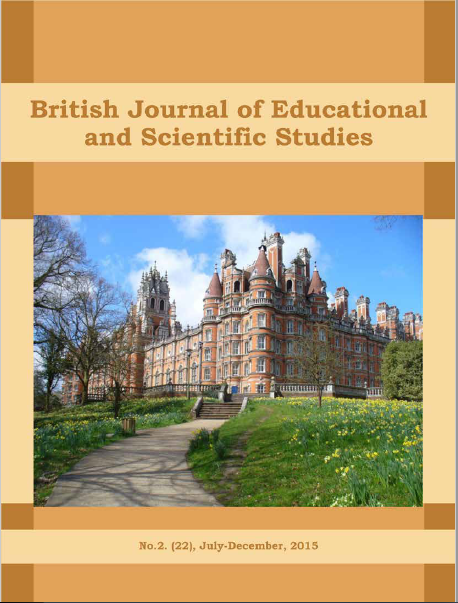 British Journal of Educational
and Scientific Studies
No.2. (22), July-December, 2015